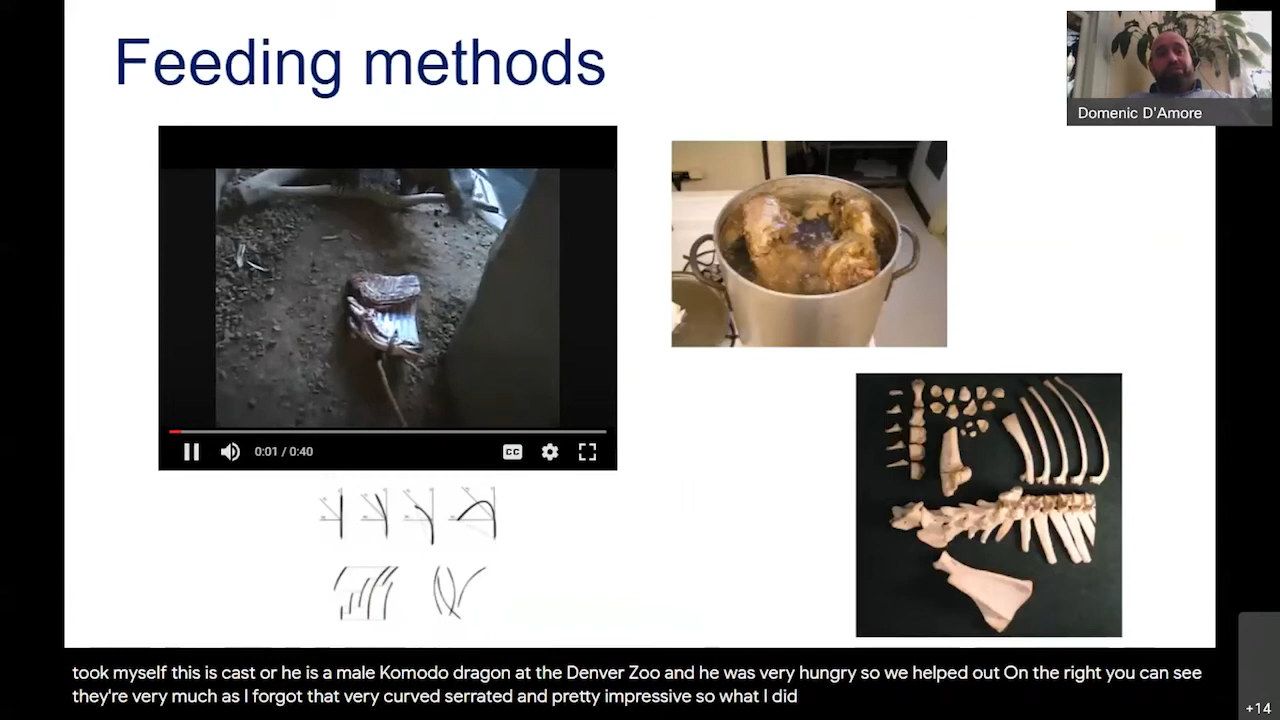 Feeding methods
Domenic D'Amore
0:01 / 0:40
CC
took myself this is cast or he is a male Komodo dragon at the Denver Zoo and he was very hungry so we helped out On the right you can see
they're very much as I forgot that very curved serrated and pretty impressive so what I did
+14